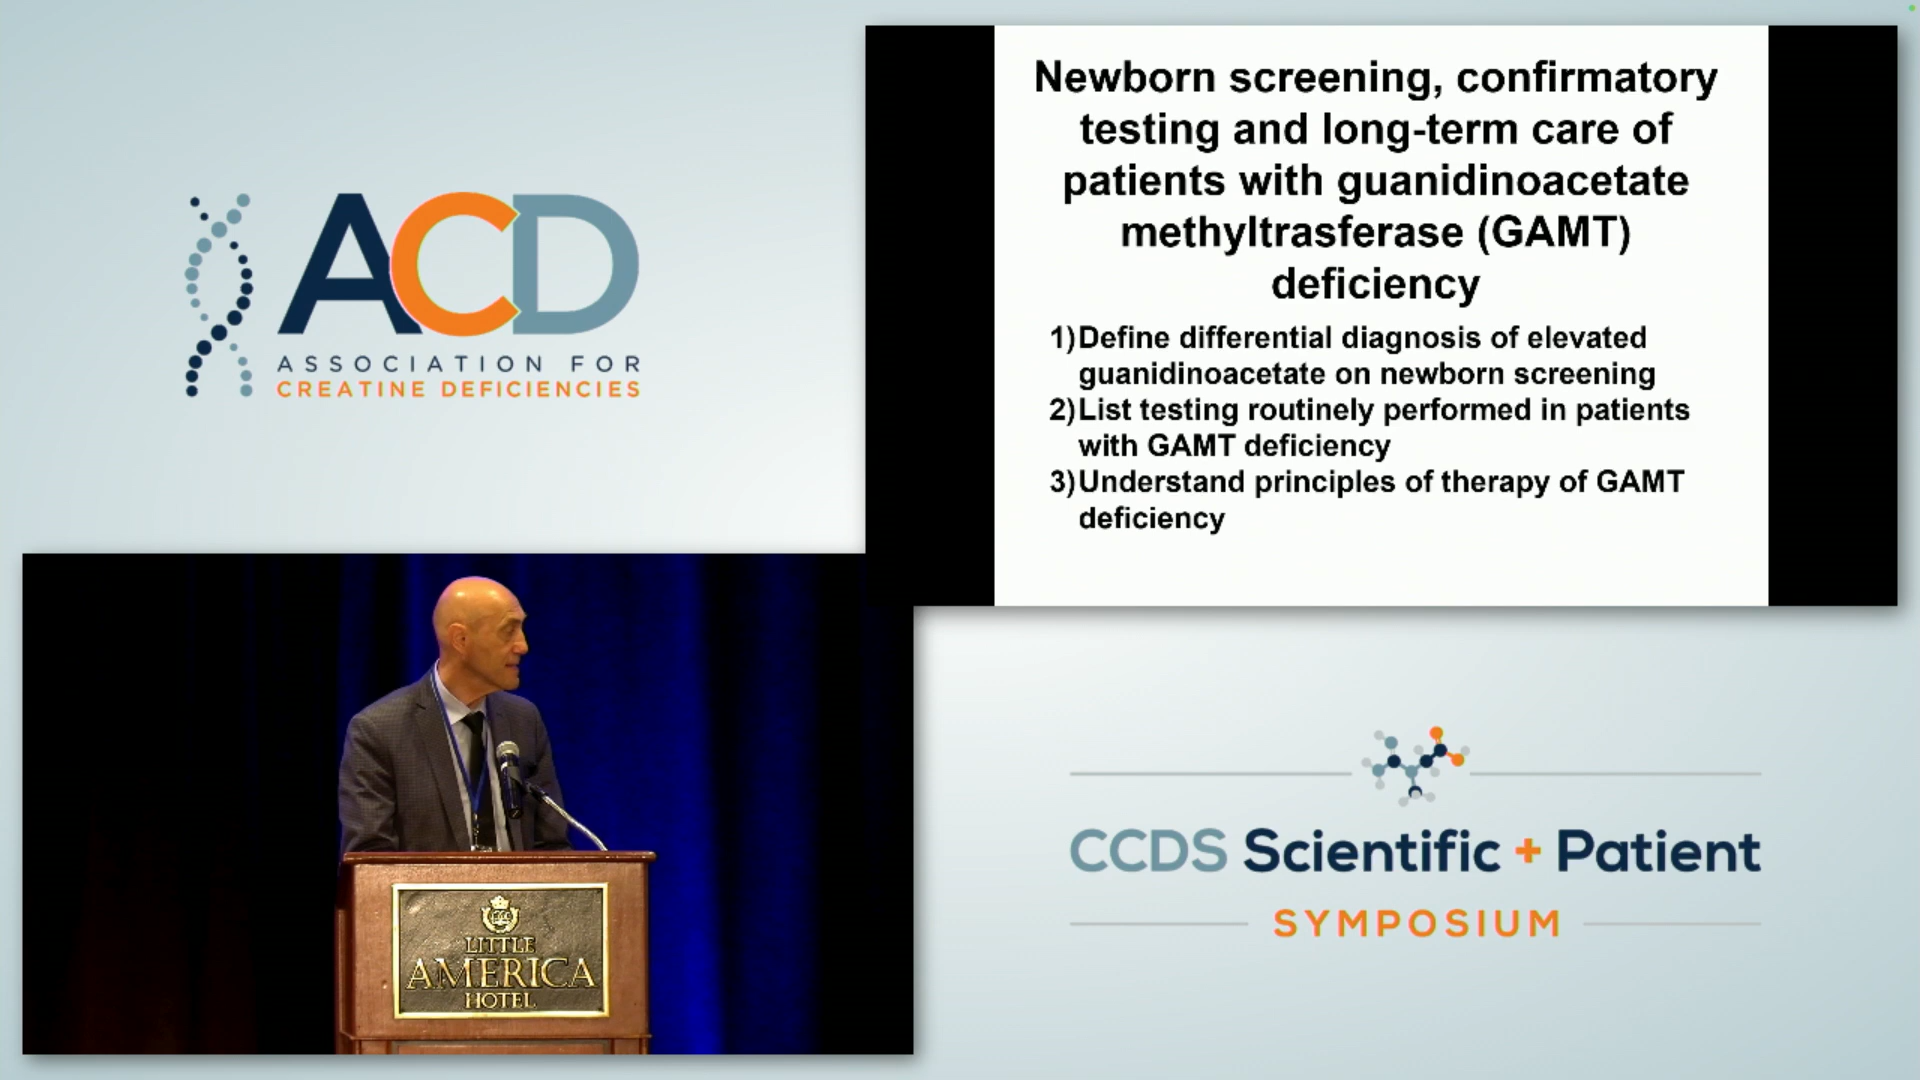 ACD
ASSOCIATION FOR
CREATINE DEFICIENCIES
Newborn screening, confirmatory
testing and long-term care of
patients with guanidinoacetate
methyltrasferase (GAMT)
deficiency
1) Define differential diagnosis of elevated
guanidinoacetate on newborn screening
2) List testing routinely performed in patients
with GAMT deficiency
3) Understand principles of therapy of GAMT
deficiency
LITTLE
AMERICA
HOTEL
CCDS Scientific + Patient
SYMPOSIUM